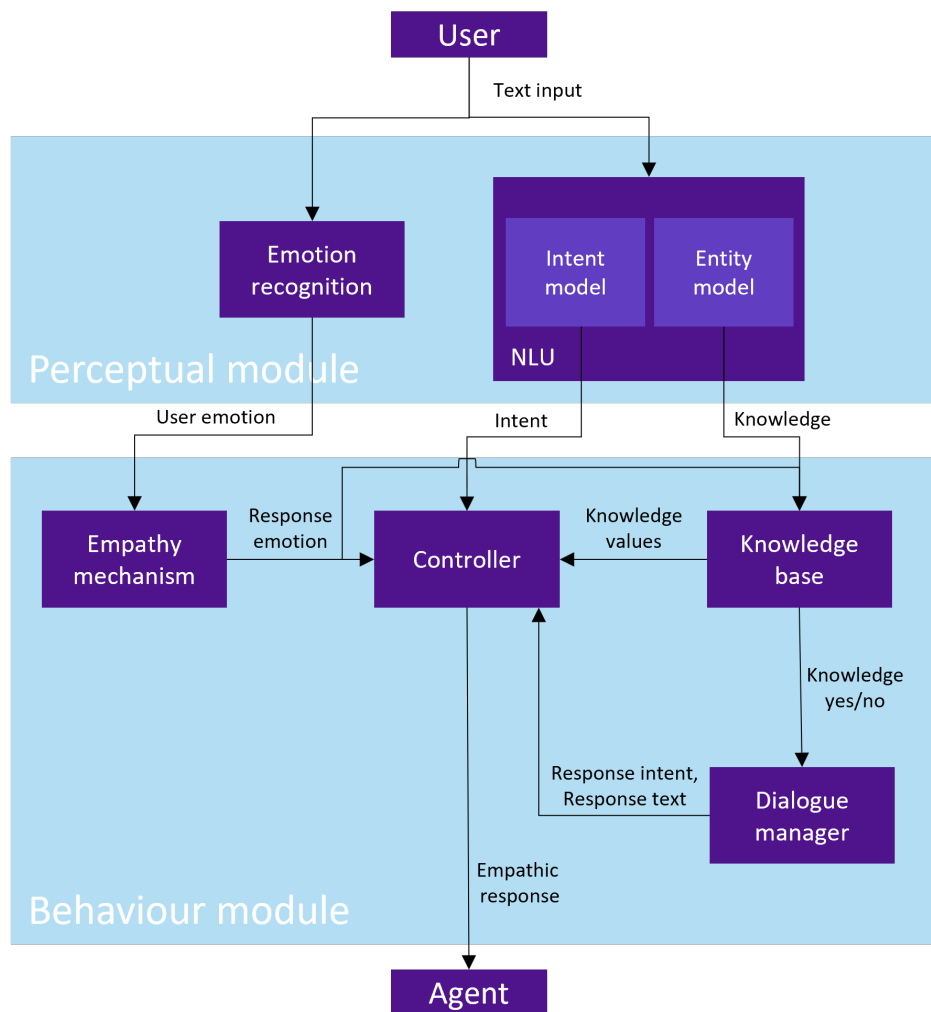 User
Text input
Emotion
recognition
Intent
model
Entity
model
NLU
Perceptual module
User emotion
Intent
Knowledge
Empathy
mechanism
Response
emotion
Controller
Knowledge
values
Knowledge
base
Knowledge
yes/no
Response intent,
Response text
Dialogue
manager
Empathic
response
Behaviour module
Agent